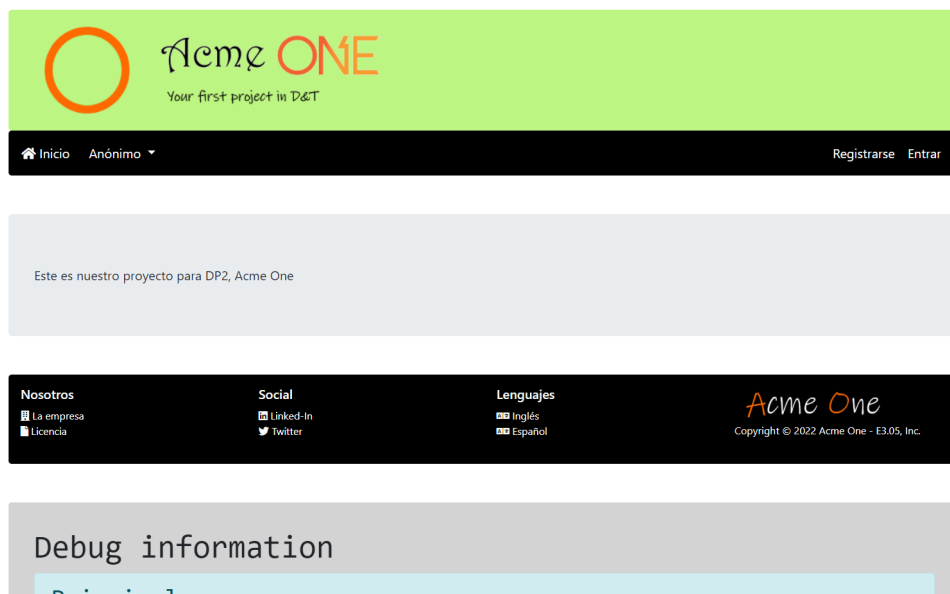 Acme ONE
Your first project in D&T
Inicio Anónimo Registrarse Entrar
Este es nuestro proyecto para DP2, Acme One
Nosotros Social Lenguajes Acme One
La empresa Linked-In Inglés
Licencia Twitter Español Copyright © 2022 Acme One - E3.05, Inc.
Debug information